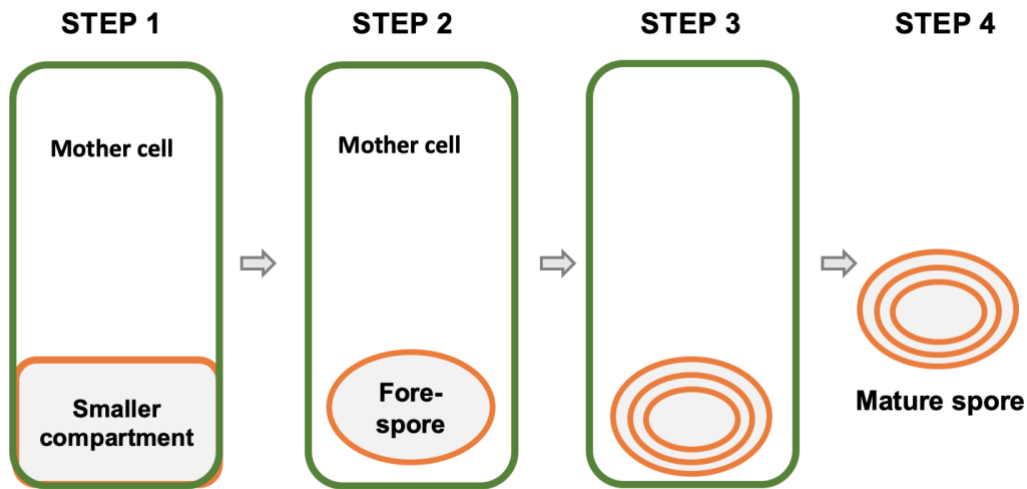 STEP 1
STEP 2
STEP 3
STEP 4
Mother cell
Mother cell
Smaller
compartment
Fore-
spore
Mature spore